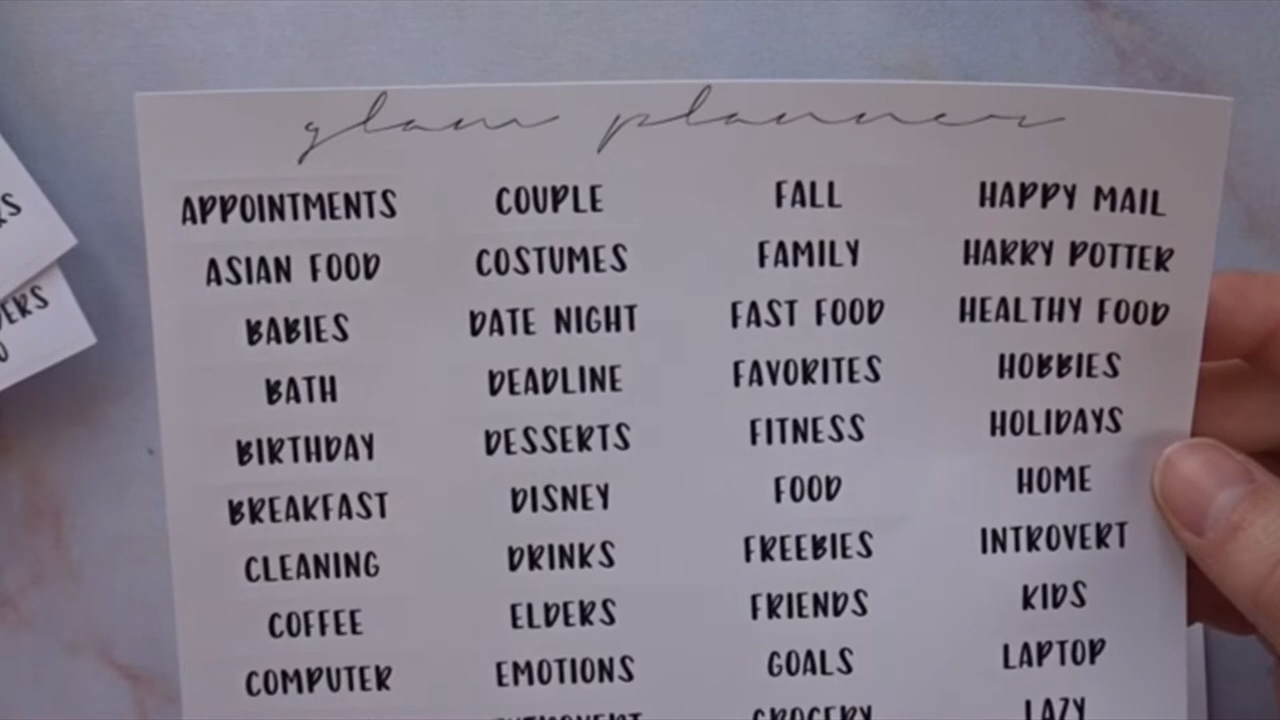 glam planner
APPOINTMENTS COUPLE FALL HAPPY MAIL
ASIAN FOOD COSTUMES FAMILY HARRY POTTER
BABIES DATE NIGHT FAST FOOD HEALTHY FOOD
BATH DEADLINE FAVORITES HOBBIES
BIRTHDAY DESSERTS FITNESS HOLIDAYS
BREAKFAST DISNEY FOOD HOME
CLEANING DRINKS FREEBIES INTROVERT
COFFEE ELDERS FRIENDS KIDS
COMPUTER EMOTIONS GOALS LAPTOP
GROCERY LAZY